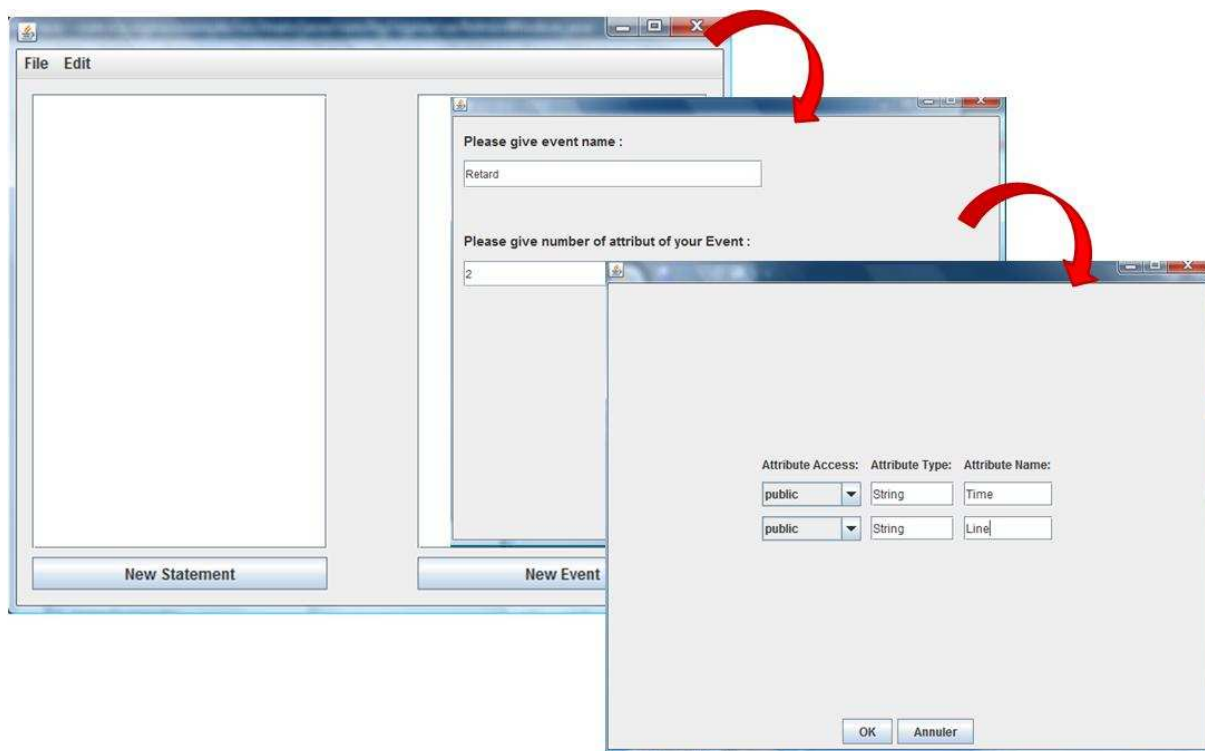 File Edit
New Statement
New Event
Please give event name :
Retard
Please give number of attribut of your Event :
2
Attribute Access: Attribute Type: Attribute Name:
public String Time
public String Line
OK Annuler